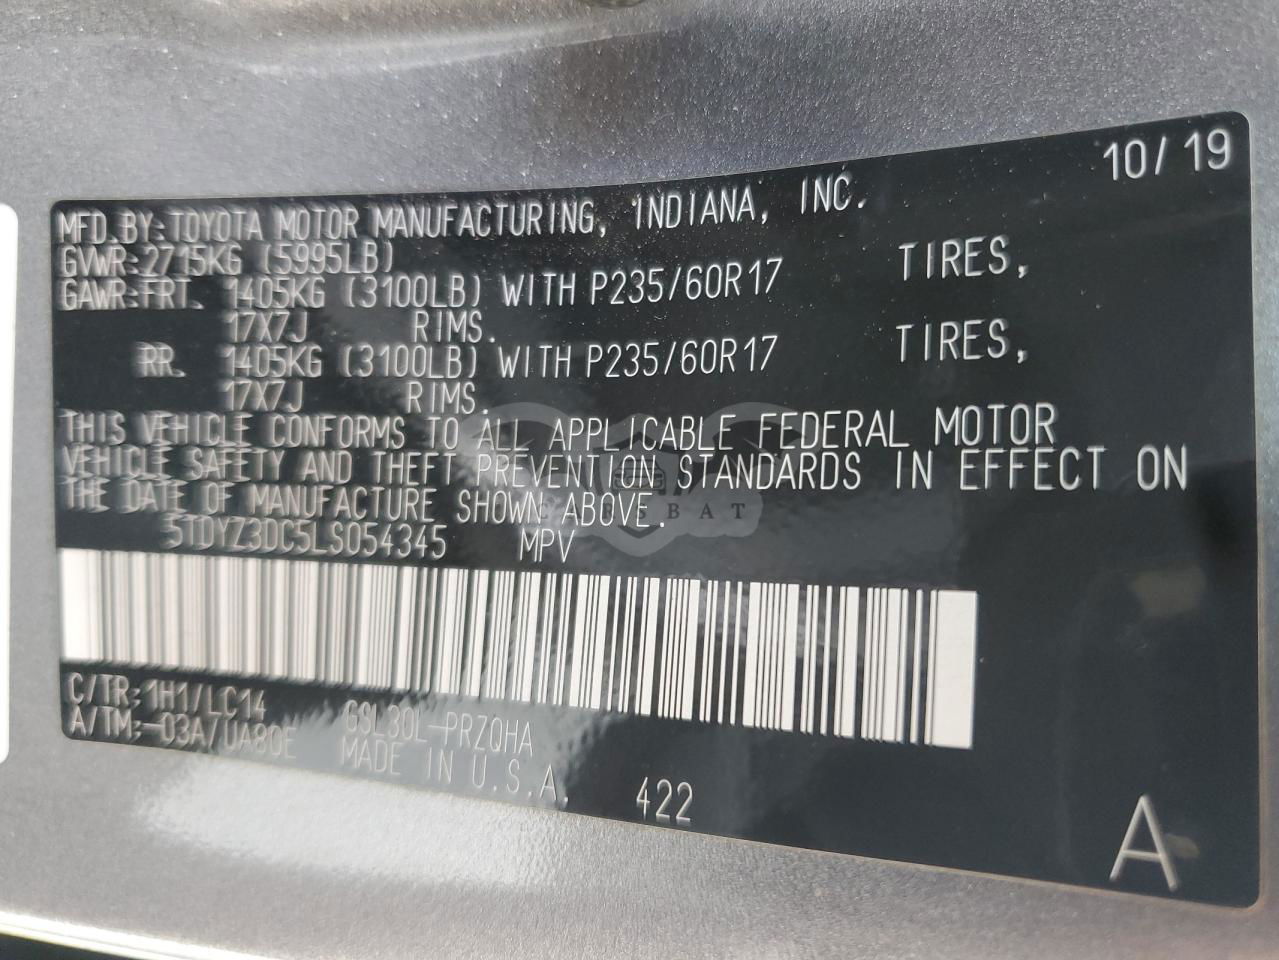 10/19
MFD.BY:TOYOTA MOTOR MANUFACTURING, INDIANA, INC.
GVWR:2715KG (5995LB)
GAWR:FRT. 1405KG (3100LB) WITH P235/60R17 TIRES,
17X7J RIMS.
RR. 1405KG (3100LB) WITH P235/60R17 TIRES,
17X7J RIMS.
THIS VEHICLE CONFORMS TO ALL APPLICABLE FEDERAL MOTOR
VEHICLE SAFETY AND THEFT PREVENTION STANDARDS IN EFFECT ON
THE DATE OF MANUFACTURE SHOWN ABOVE.
5TDYZ3DC5LS054345 MPV
C/TR:1H1/LC14 GSL30L-PRZQHA
A/TM:-03A/UA80E MADE IN U.S.A. 422
A